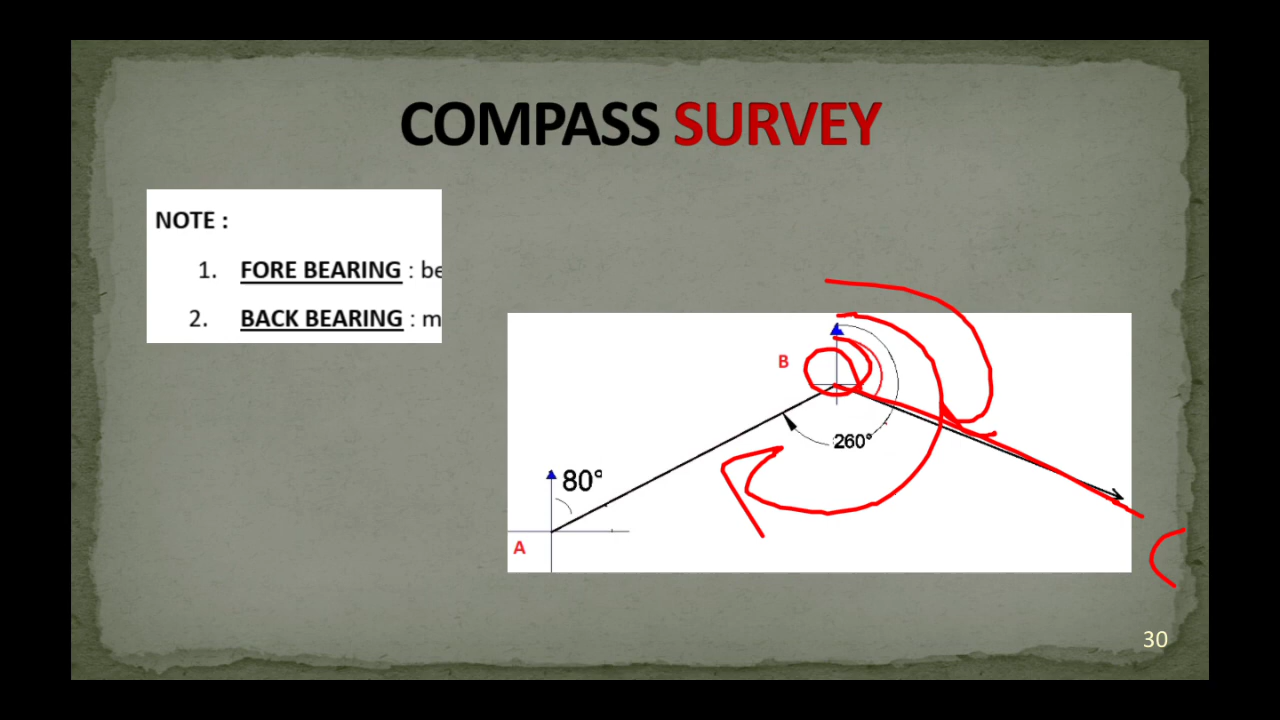 COMPASS SURVEY
NOTE :
1. FORE BEARING : be
2. BACK BEARING : m
B
260°
80°
A
C
30